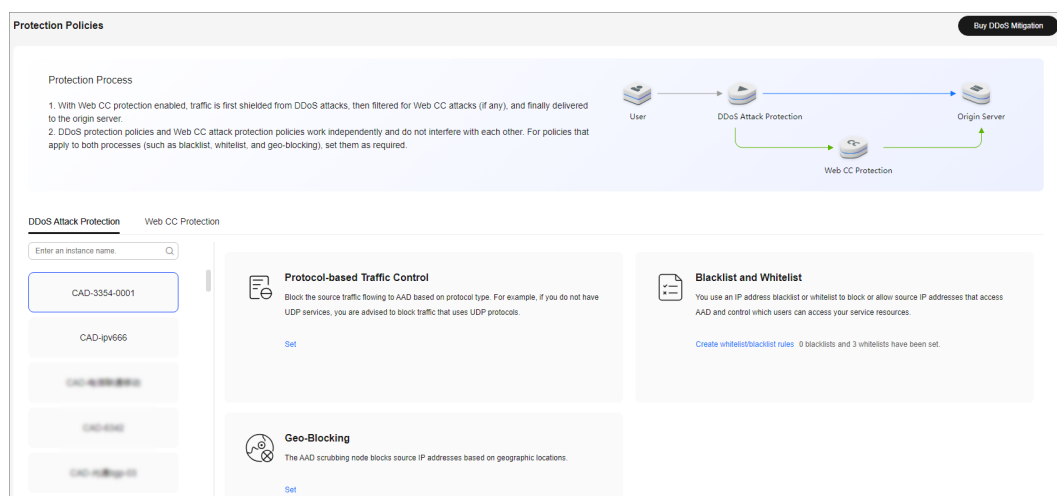 Protection Policies
Buy DDoS Mitigation
Protection Process
1. With Web CC protection enabled, traffic is first shielded from DDoS attacks, then filtered for Web CC attacks (if any), and finally delivered
to the origin server.
2. DDoS protection policies and Web CC attack protection policies work independently and do not interfere with each other. For policies that
apply to both processes (such as blacklist, whitelist, and geo-blocking), set them as required.
User
DDoS Attack Protection
Origin Server
Web CC Protection
DDoS Attack Protection
Web CC Protection
Enter an instance name.
CAD-3354-0001
CAD-ipv666
Protocol-based Traffic Control
Block the source traffic flowing to AAD based on protocol type. For example, if you do not have
UDP services, you are advised to block traffic that uses UDP protocols.
Set
Blacklist and Whitelist
You use an IP address blacklist or whitelist to block or allow source IP addresses that access
AAD and control which users can access your service resources.
Create whitelist/blacklist rules 0 blacklists and 3 whitelists have been set.
Geo-Blocking
The AAD scrubbing node blocks source IP addresses based on geographic locations.
Set